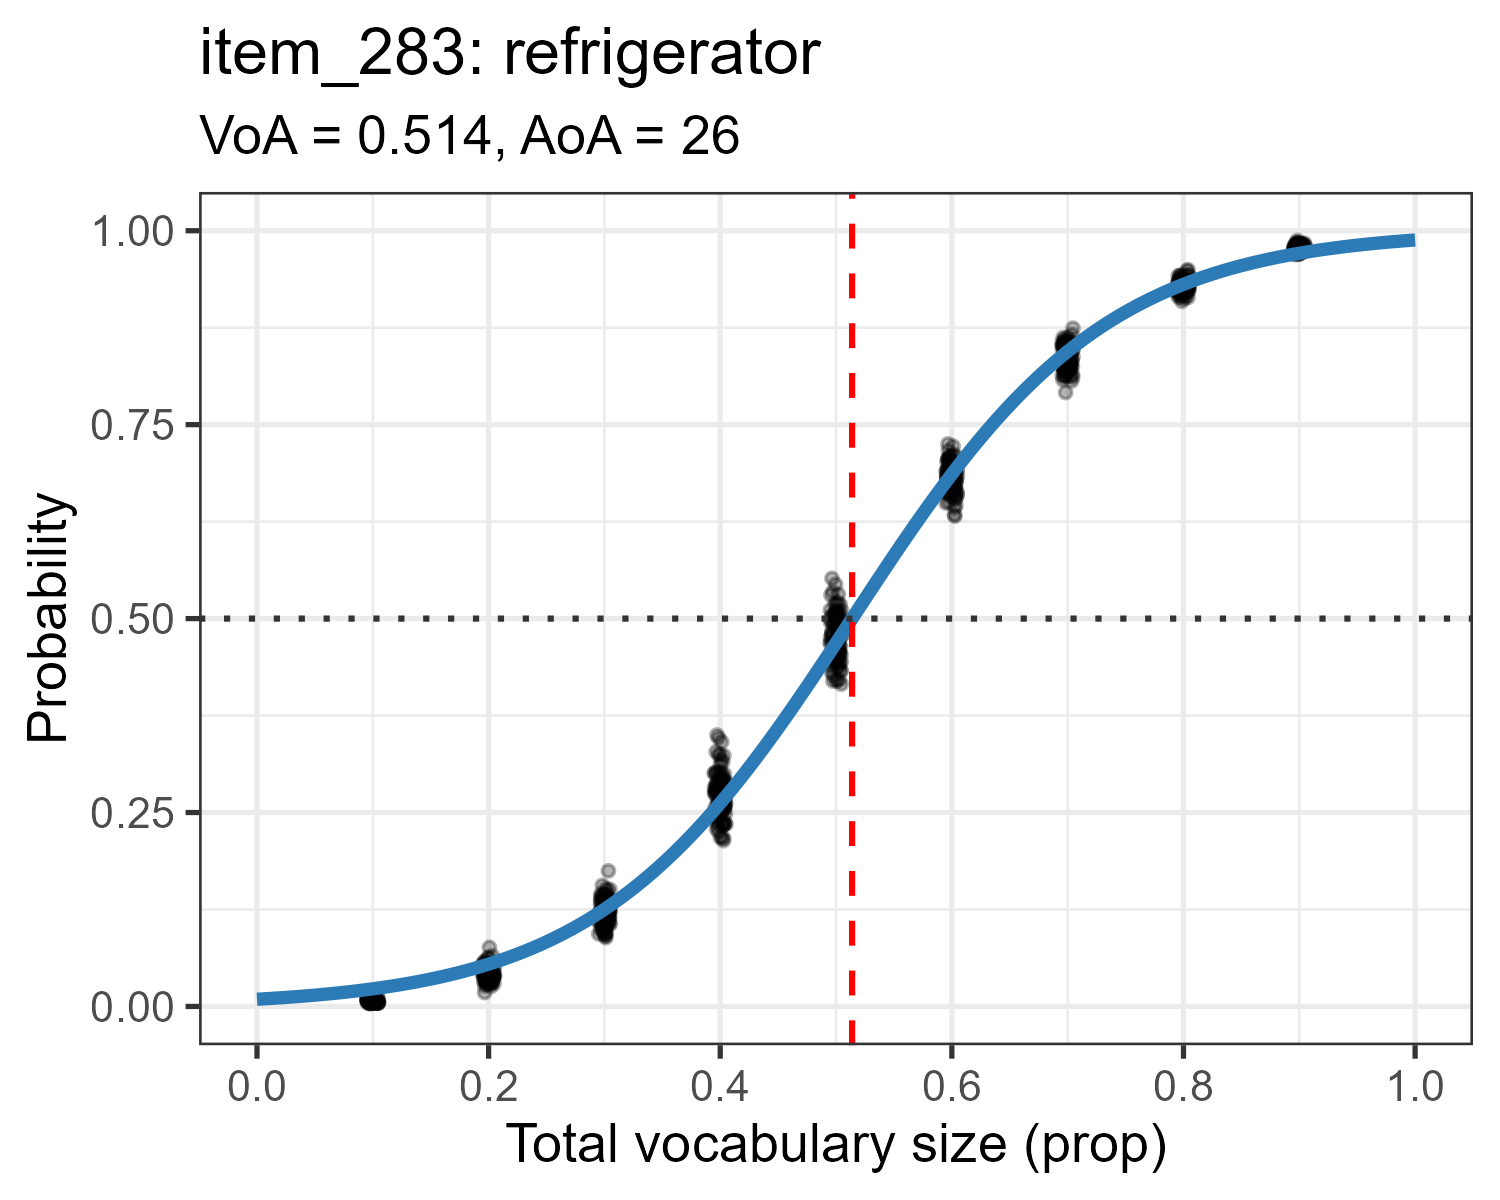 item_283: refrigerator
VoA = 0.514, AoA = 26
1.00
0.75
0.50
0.25
0.00
Probability
0.0 0.2 0.4 0.6 0.8 1.0
Total vocabulary size (prop)